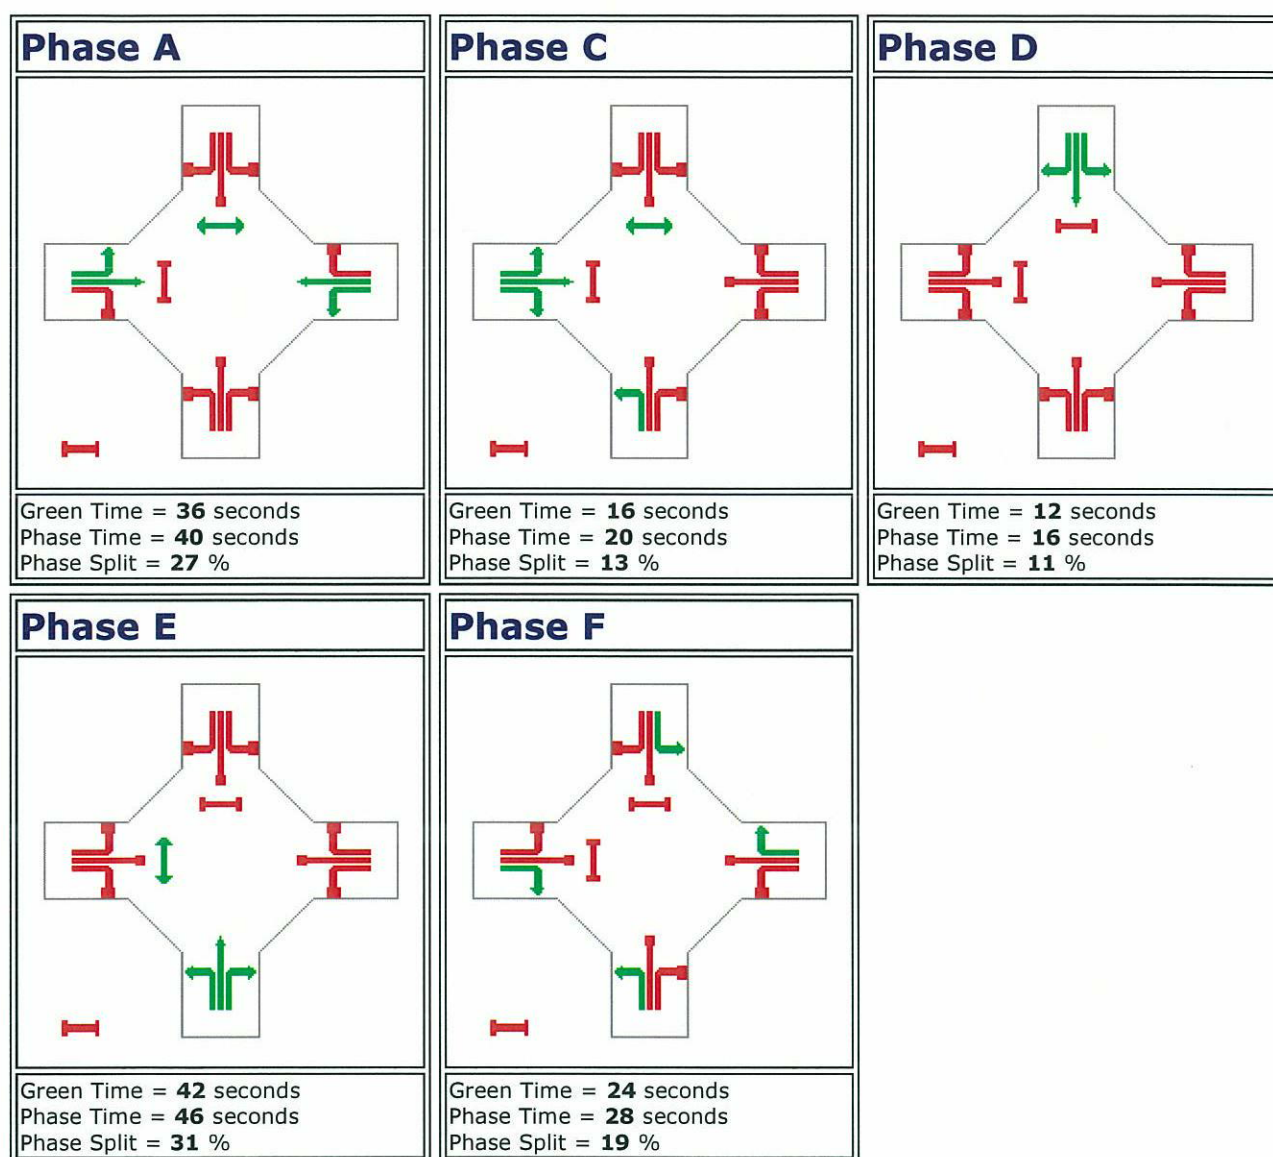 Phase A
Green Time = 36 seconds
Phase Time = 40 seconds
Phase Split = 27 %
Phase C
Green Time = 16 seconds
Phase Time = 20 seconds
Phase Split = 13 %
Phase D
Green Time = 12 seconds
Phase Time = 16 seconds
Phase Split = 11 %
Phase E
Green Time = 42 seconds
Phase Time = 46 seconds
Phase Split = 31 %
Phase F
Green Time = 24 seconds
Phase Time = 28 seconds
Phase Split = 19 %